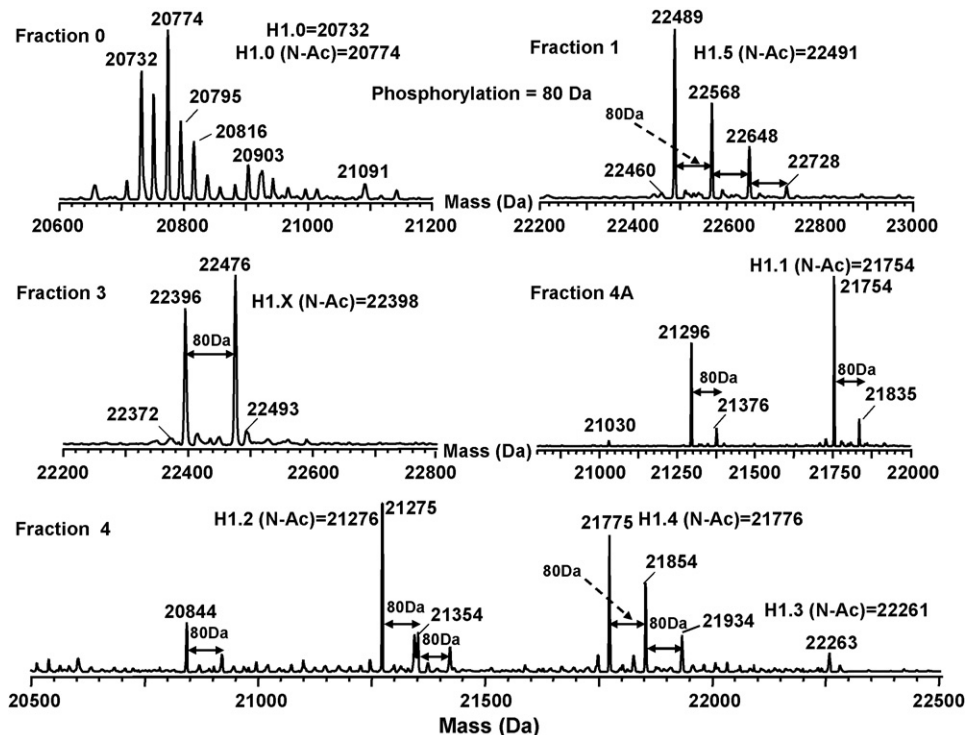 Fraction 0
20732
20774
20795
20816
20903
21091
H1.0=20732
H1.0 (N-Ac)=20774
20600 20800 21000 21200
Mass (Da)
Fraction 1
22489
H1.5 (N-Ac)=22491
Phosphorylation = 80 Da
80Da
22568
22648
22728
22460
22200 22400 22600 22800 23000
Fraction 3
22476
22396
H1.X (N-Ac)=22398
80Da
22372
22493
22200 22400 22600 22800
Mass (Da)
Fraction 4A
H1.1 (N-Ac)=21754
21754
21296
80Da
80Da
21376
21835
21030
21000 21250 21500 21750 22000
Fraction 4
H1.2 (N-Ac)=21276
21275
21775
H1.4 (N-Ac)=21776
21854
80Da
20844
80Da
80Da
21354
80Da
80Da
21934
H1.3 (N-Ac)=22261
22263
20500 21000 21500 22000 22500
Mass (Da)